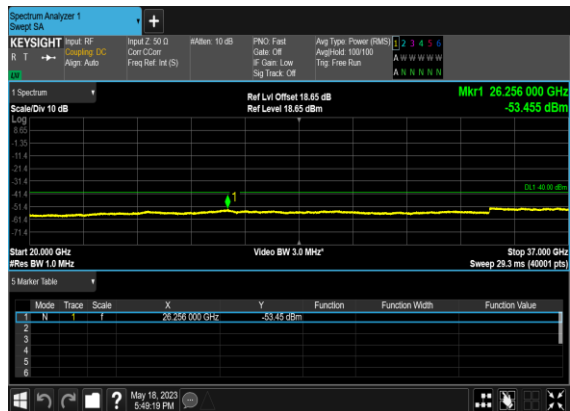 Spectrum Analyzer 1
Swept SA
+
KEYSIGHT Input: RF Input Z: 50 Ω #Atten: 10 dB PNO: Fast Avg Type: Power (RMS) 1 2 3 4 5 6
R T Coupling: DC Corr CCorr Gate: Off Avg|Hold: 100/100 A W W W W W
Align: Auto Freq Ref: Int (S) IF Gain: Low Trig: Free Run
Sig Track: Off A N N N N N
1 Spectrum Ref Lvl Offset 18.65 dB Mkr1 26.256 000 GHz
Scale/Div 10 dB Ref Level 18.65 dBm -53.455 dBm
Log
8.65
-1.35
-11.4
-21.4
-31.4
DL1 -40.00 dBm
-41.4
1
-51.4
-61.4
-71.4
Start 20.000 GHz Video BW 3.0 MHz* Stop 37.000 GHz
#Res BW 1.0 MHz Sweep 29.3 ms (40001 pts)
5 Marker Table
Mode Trace Scale X Y Function Function Width Function Value
1 N 1 f 26.256 000 GHz -53.45 dBm
2
3
4
5
6
? May 18, 2023
5:49:19 PM